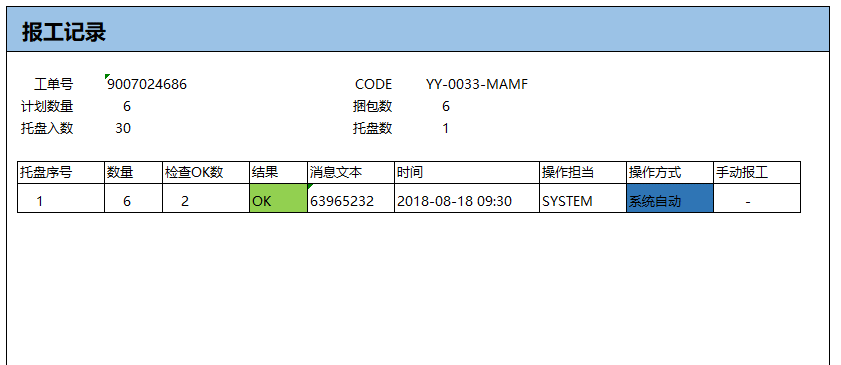 报工记录
工单号 9007024686 CODE YY-0033-MAMF
计划数量 6 捆包数 6
托盘入数 30 托盘数 1
托盘序号 数量 检查OK数 结果 消息文本 时间 操作担当 操作方式 手动报工
1 6 2 OK 63965232 2018-08-18 09:30 SYSTEM 系统自动 -